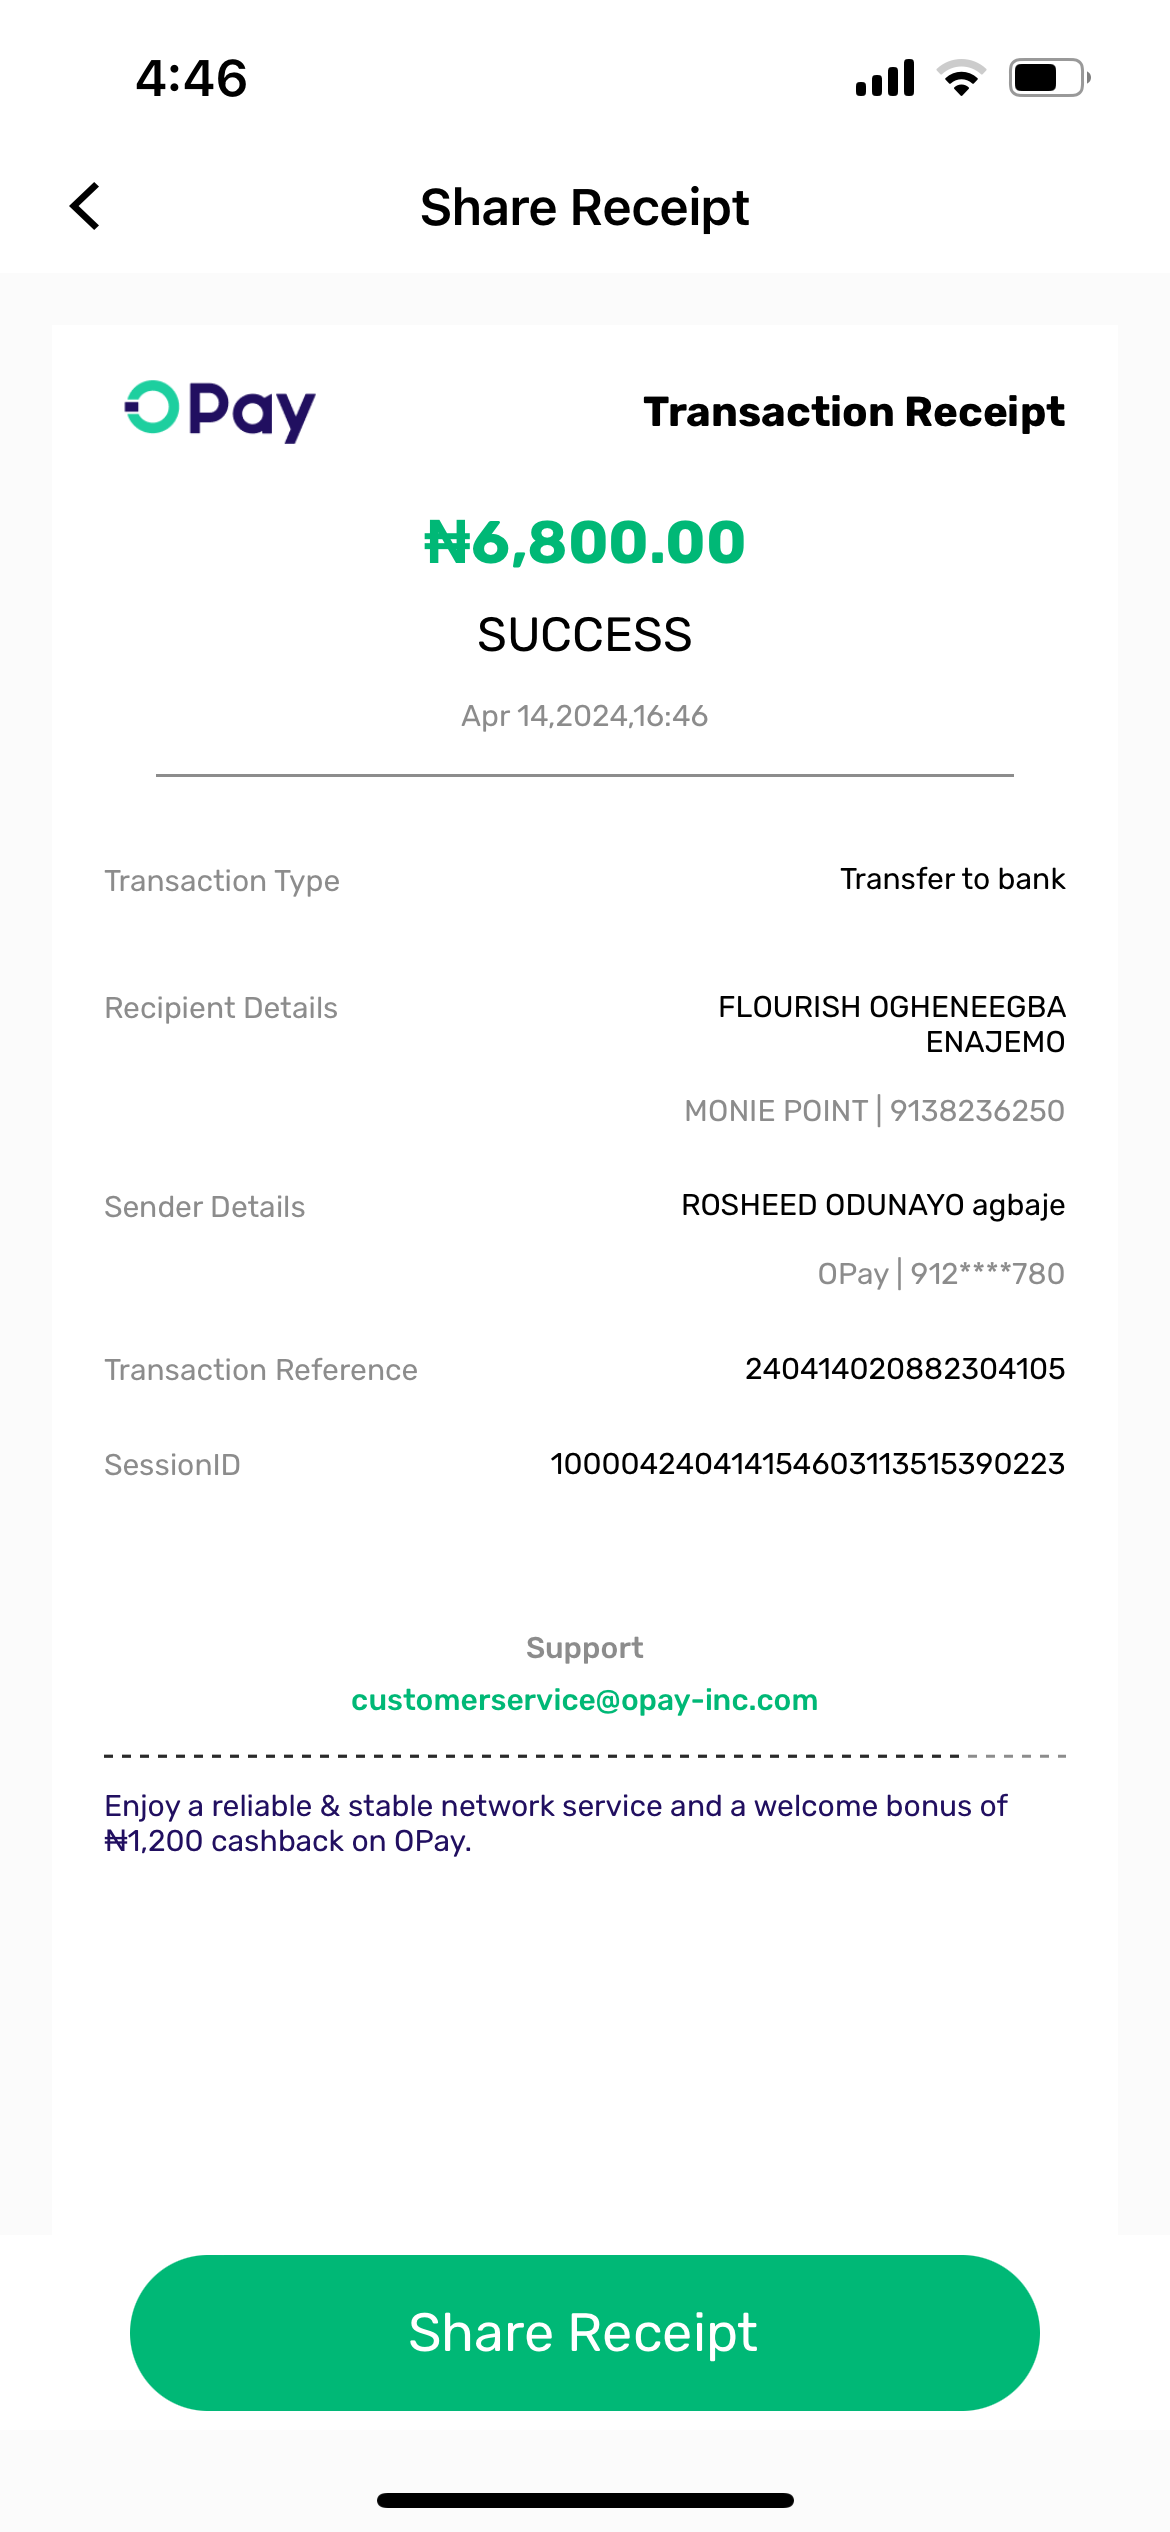 4:46
Share Receipt
OPay
Transaction Receipt
₦6,800.00
SUCCESS
Apr 14,2024,16:46
Transaction Type
Transfer to bank
Recipient Details
FLOURISH OGHENEEGBA
ENAJEMO
MONIE POINT | 9138236250
Sender Details
ROSHEED ODUNAYO agbaje
OPay | 912****780
Transaction Reference
240414020882304105
SessionID
100004240414154603113515390223
Support
customerservice@opay-inc.com
Enjoy a reliable & stable network service and a welcome bonus of
₦1,200 cashback on OPay.
Share Receipt